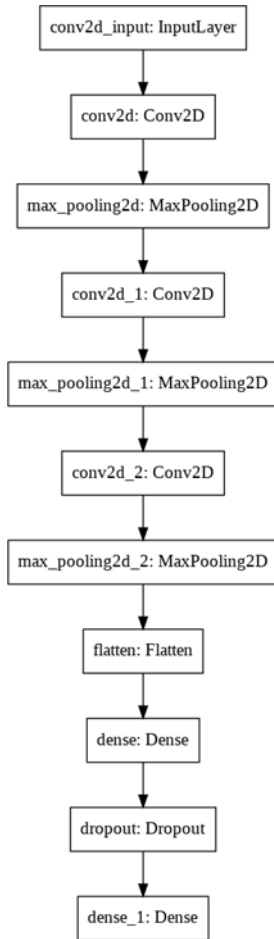 conv2d_input: InputLayer
conv2d: Conv2D
max_pooling2d: MaxPooling2D
conv2d_1: Conv2D
max_pooling2d_1: MaxPooling2D
conv2d_2: Conv2D
max_pooling2d_2: MaxPooling2D
flatten: Flatten
dense: Dense
dropout: Dropout
dense_1: Dense